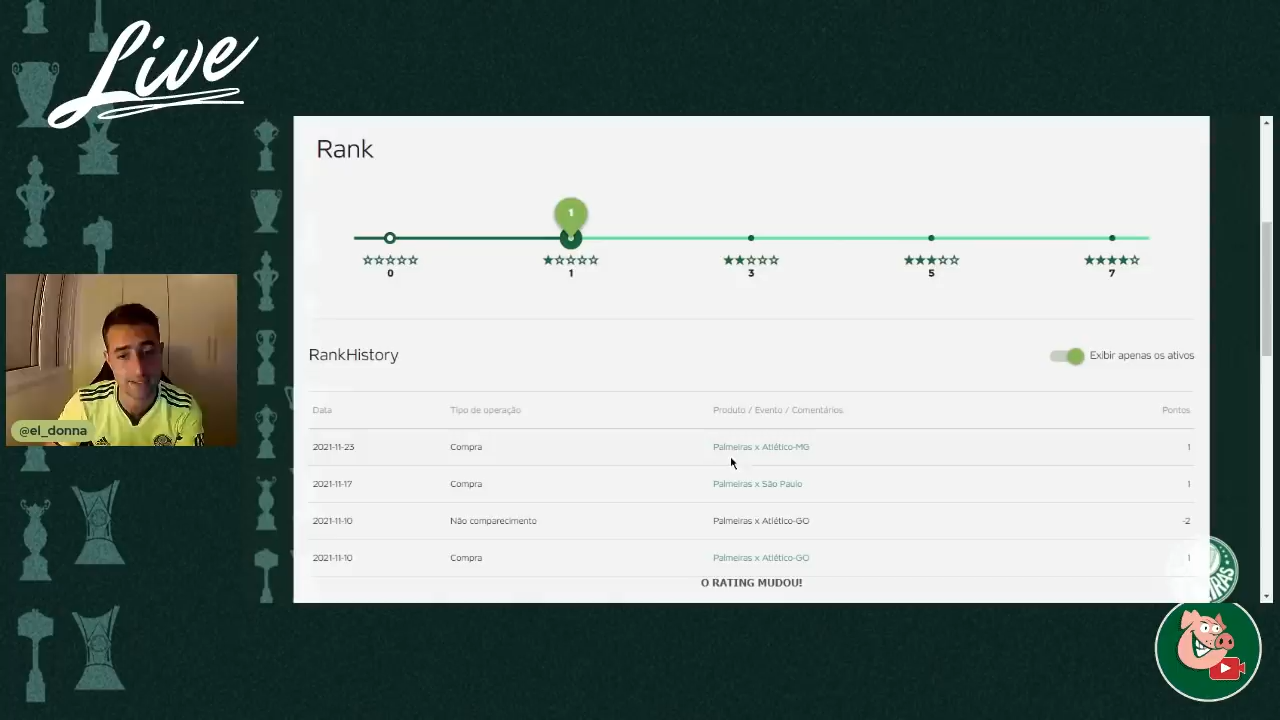 Live
Rank
1
0 1 3 5 7
RankHistory
Exibir apenas os ativos
Data Tipo de operação Produto / Evento / Comentários Pontos
2021-11-23 Compra Palmeiras x Atlético-MG 1
2021-11-17 Compra Palmeiras x São Paulo 1
2021-11-10 Não comparecimento Palmeiras x Atlético-GO -2
2021-11-10 Compra Palmeiras x Atlético-GO 1
O RATING MUDOU!
@el_donna